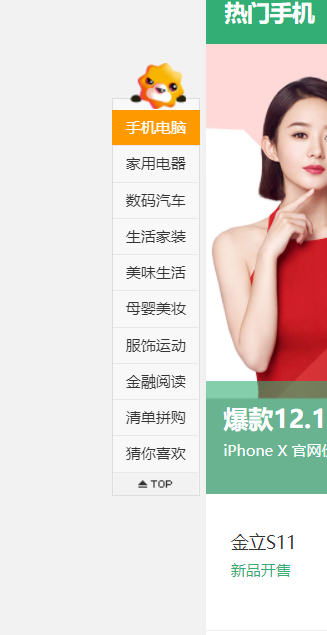 热门手机
手机电脑
家用电器
数码汽车
生活家装
美味生活
母婴美妆
服饰运动
金融阅读
清单拼购
猜你喜欢
TOP
爆款12.1
iPhone X 官网
金立S11
新品开售